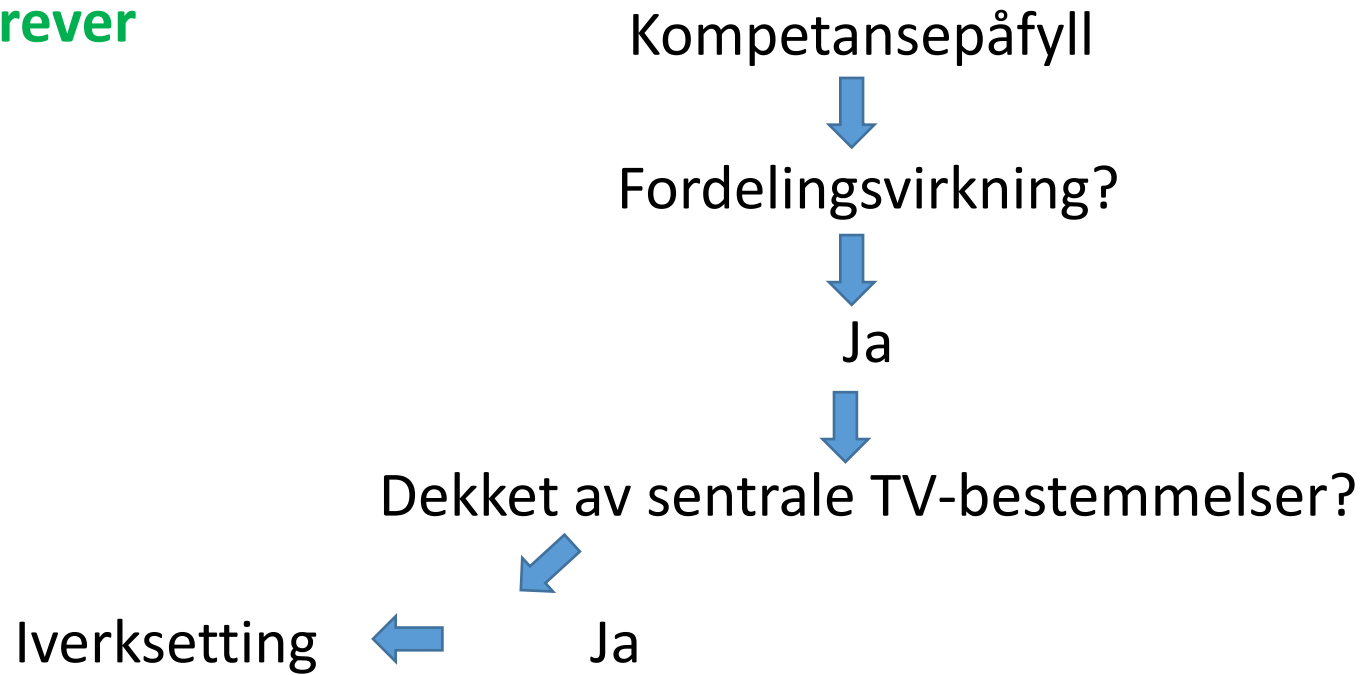 rever
Kompetansepåfyll
Fordelingsvirkning?
Ja
Dekket av sentrale TV-bestemmelser?
Iverksetting Ja